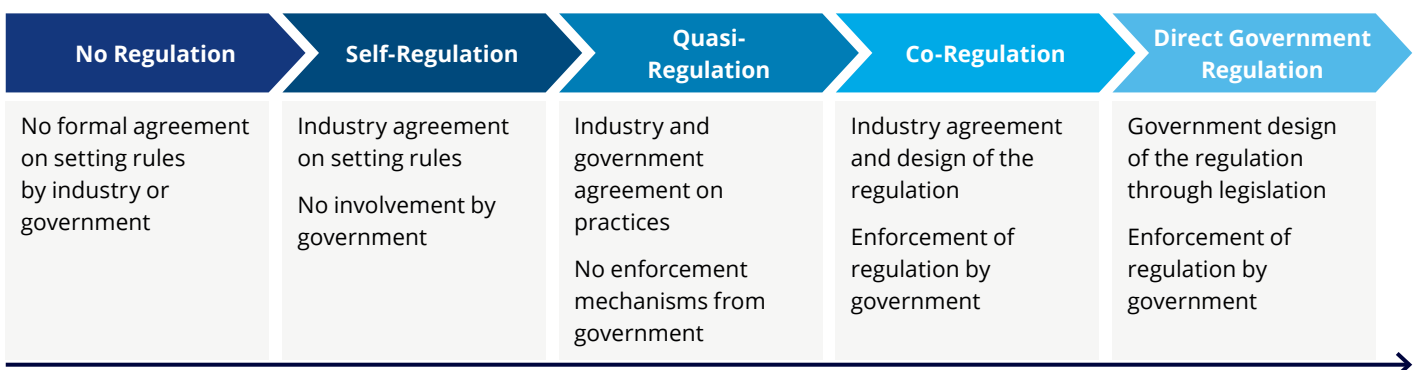 No Regulation
Self-Regulation
Quasi-
Regulation
Co-Regulation
Direct Government
Regulation
No formal agreement
on setting rules
by industry or
government
Industry agreement
on setting rules
No involvement by
government
Industry and
government
agreement on
practices
No enforcement
mechanisms from
government
Industry agreement
and design of the
regulation
Enforcement of
regulation by
government
Government design
of the regulation
through legislation
Enforcement of
regulation by
government